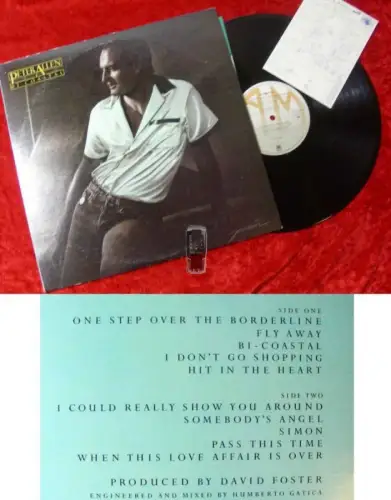 PETER ALLEN
BI-COASTAL
AM
SIDE ONE
ONE STEP OVER THE BORDERLINE
FLY AWAY
BI-COASTAL
I DON'T GO SHOPPING
HIT IN THE HEART
SIDE TWO
I COULD REALLY SHOW YOU AROUND
SOMEBODY'S ANGEL
SIMON
PASS THIS TIME
WHEN THIS LOVE AFFAIR IS OVER
PRODUCED BY DAVID FOSTER
ENGINEERED AND MIXED BY HUMBERTO GATICA